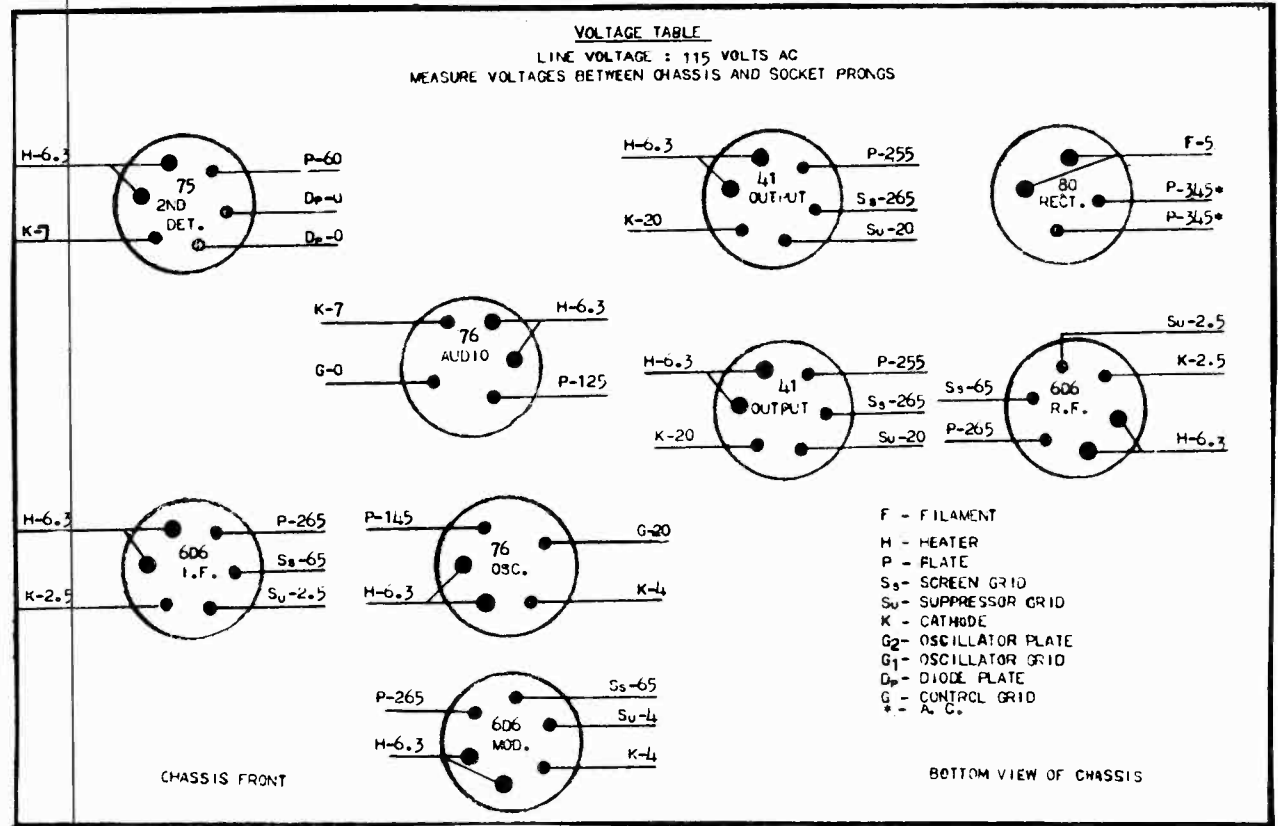 VOLTAGE TABLE
LINE VOLTAGE : 115 VOLTS AC
MEASURE VOLTAGES BETWEEN CHASSIS AND SOCKET PRONGS
H-6.3
K-7
75
2ND
DET.
P-60
Dp-0
Dp-0
H-6.3
K-20
41
OUTPUT
P-255
Ss-265
Su-20
80
RECT.
F-5
P-345*
P-345*
K-7
G-0
76
AUDIO
H-6.3
P-125
H-6.3
K-20
41
OUTPUT
P-255
Ss-265
Su-20
Ss-65
P-265
6D6
R.F.
Su-2.5
K-2.5
H-6.3
H-6.3
K-2.5
6D6
I.F.
P-265
Ss-65
Su-2.5
P-145
H-6.3
76
OSC.
G-20
K-4
P-265
H-6.3
6D6
MOD.
Ss-65
Su-4
K-4
F - FILAMENT
H - HEATER
P - PLATE
Ss- SCREEN GRID
Su- SUPPRESSOR GRID
K - CATHODE
G2- OSCILLATOR PLATE
G1- OSCILLATOR GRID
Dp- DIODE PLATE
G - CONTROL GRID
* - A. C.
CHASSIS FRONT
BOTTOM VIEW OF CHASSIS